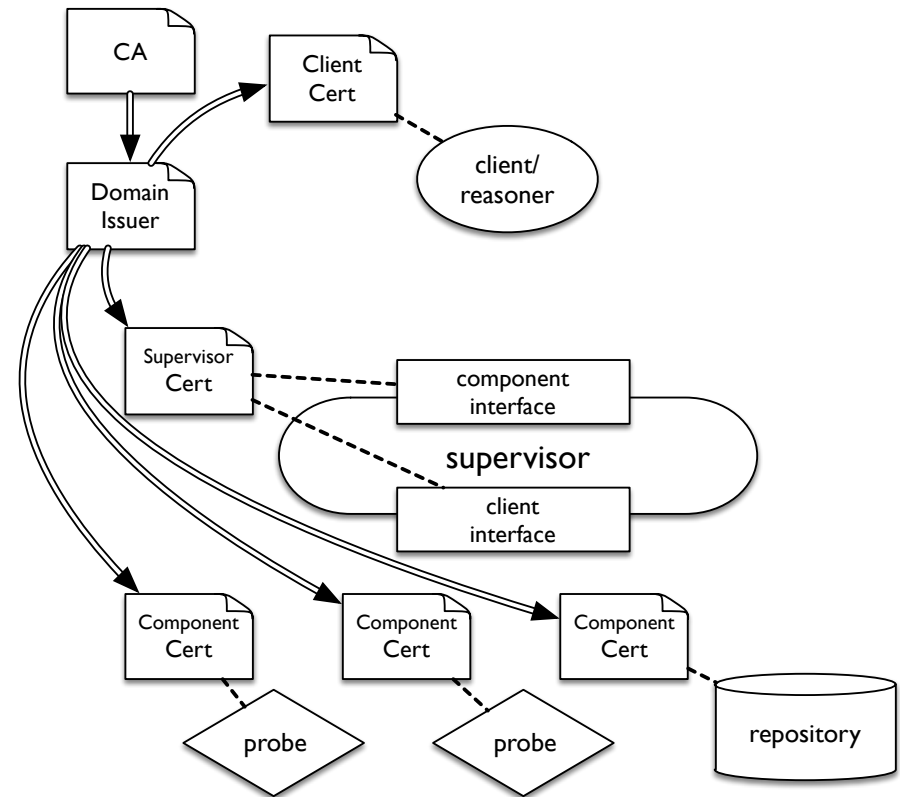 CA
Client
Cert
client/
reasoner
Domain
Issuer
Supervisor
Cert
component
interface
supervisor
client
interface
Component
Cert
Component
Cert
Component
Cert
probe
probe
repository